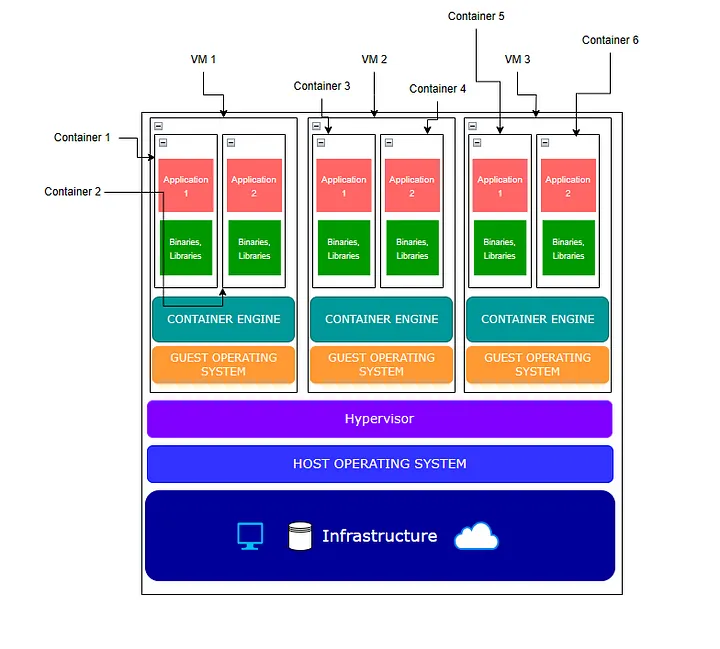 Container 5
Container 6
VM 1
VM 2
VM 3
Container 3
Container 4
Container 1
Container 2
Application
1
Application
2
Application
1
Application
2
Application
1
Application
2
Binaries,
Libraries
Binaries,
Libraries
Binaries,
Libraries
Binaries,
Libraries
Binaries,
Libraries
Binaries,
Libraries
CONTAINER ENGINE
CONTAINER ENGINE
CONTAINER ENGINE
GUEST OPERATING
SYSTEM
GUEST OPERATING
SYSTEM
GUEST OPERATING
SYSTEM
Hypervisor
HOST OPERATING SYSTEM
Infrastructure